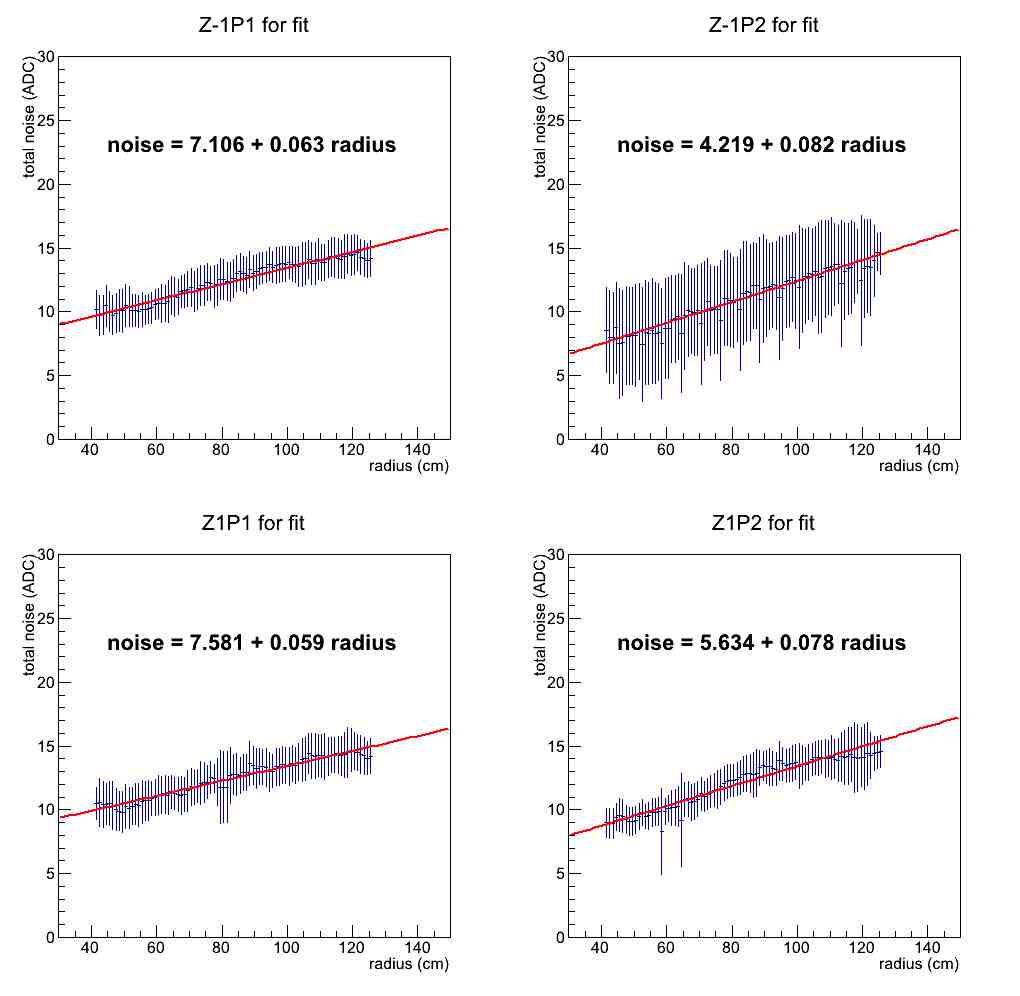 Z-1P1 for fit
total noise (ADC)
noise = 7.106 + 0.063 radius
30
25
20
15
10
5
0
40 60 80 100 120 140
radius (cm)
Z-1P2 for fit
total noise (ADC)
noise = 4.219 + 0.082 radius
30
25
20
15
10
5
0
40 60 80 100 120 140
radius (cm)
Z1P1 for fit
total noise (ADC)
noise = 7.581 + 0.059 radius
30
25
20
15
10
5
0
40 60 80 100 120 140
radius (cm)
Z1P2 for fit
total noise (ADC)
noise = 5.634 + 0.078 radius
30
25
20
15
10
5
0
40 60 80 100 120 140
radius (cm)